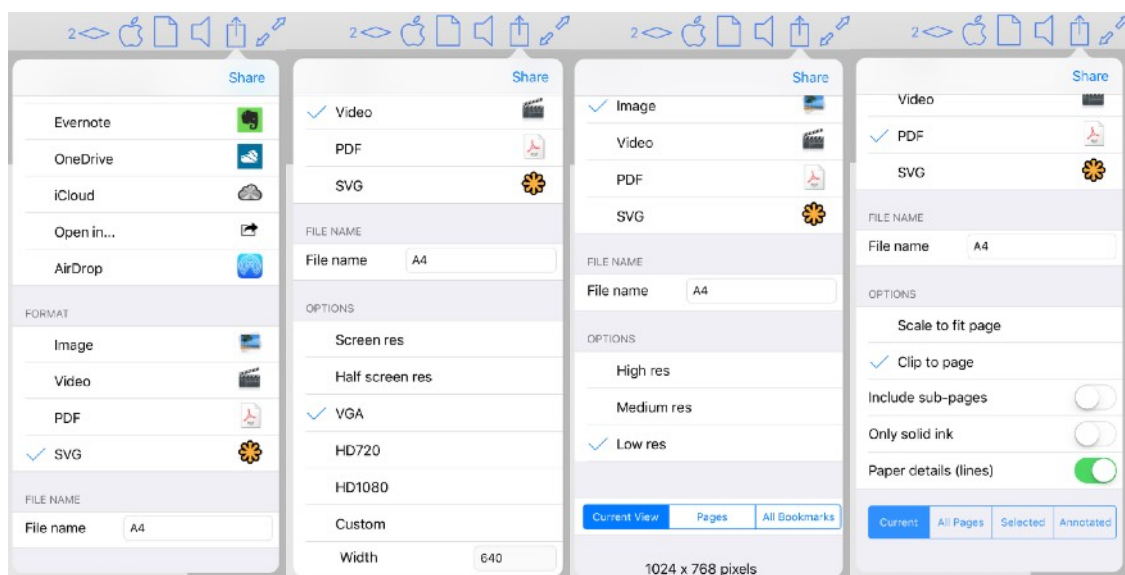 2
Share
Evernote
OneDrive
iCloud
Open in...
AirDrop
FORMAT
Image
Video
PDF
SVG
FILE NAME
File name A4
2
Share
Video
PDF
SVG
FILE NAME
File name A4
OPTIONS
Screen res
Half screen res
VGA
HD720
HD1080
Custom
Width 640
2
Share
Image
Video
PDF
SVG
FILE NAME
File name A4
OPTIONS
High res
Medium res
Low res
Current View Pages All Bookmarks
1024 x 768 pixels
2
Share
Video
PDF
SVG
FILE NAME
File name A4
OPTIONS
Scale to fit page
Clip to page
Include sub-pages
Only solid ink
Paper details (lines)
Current All Pages Selected Annotated